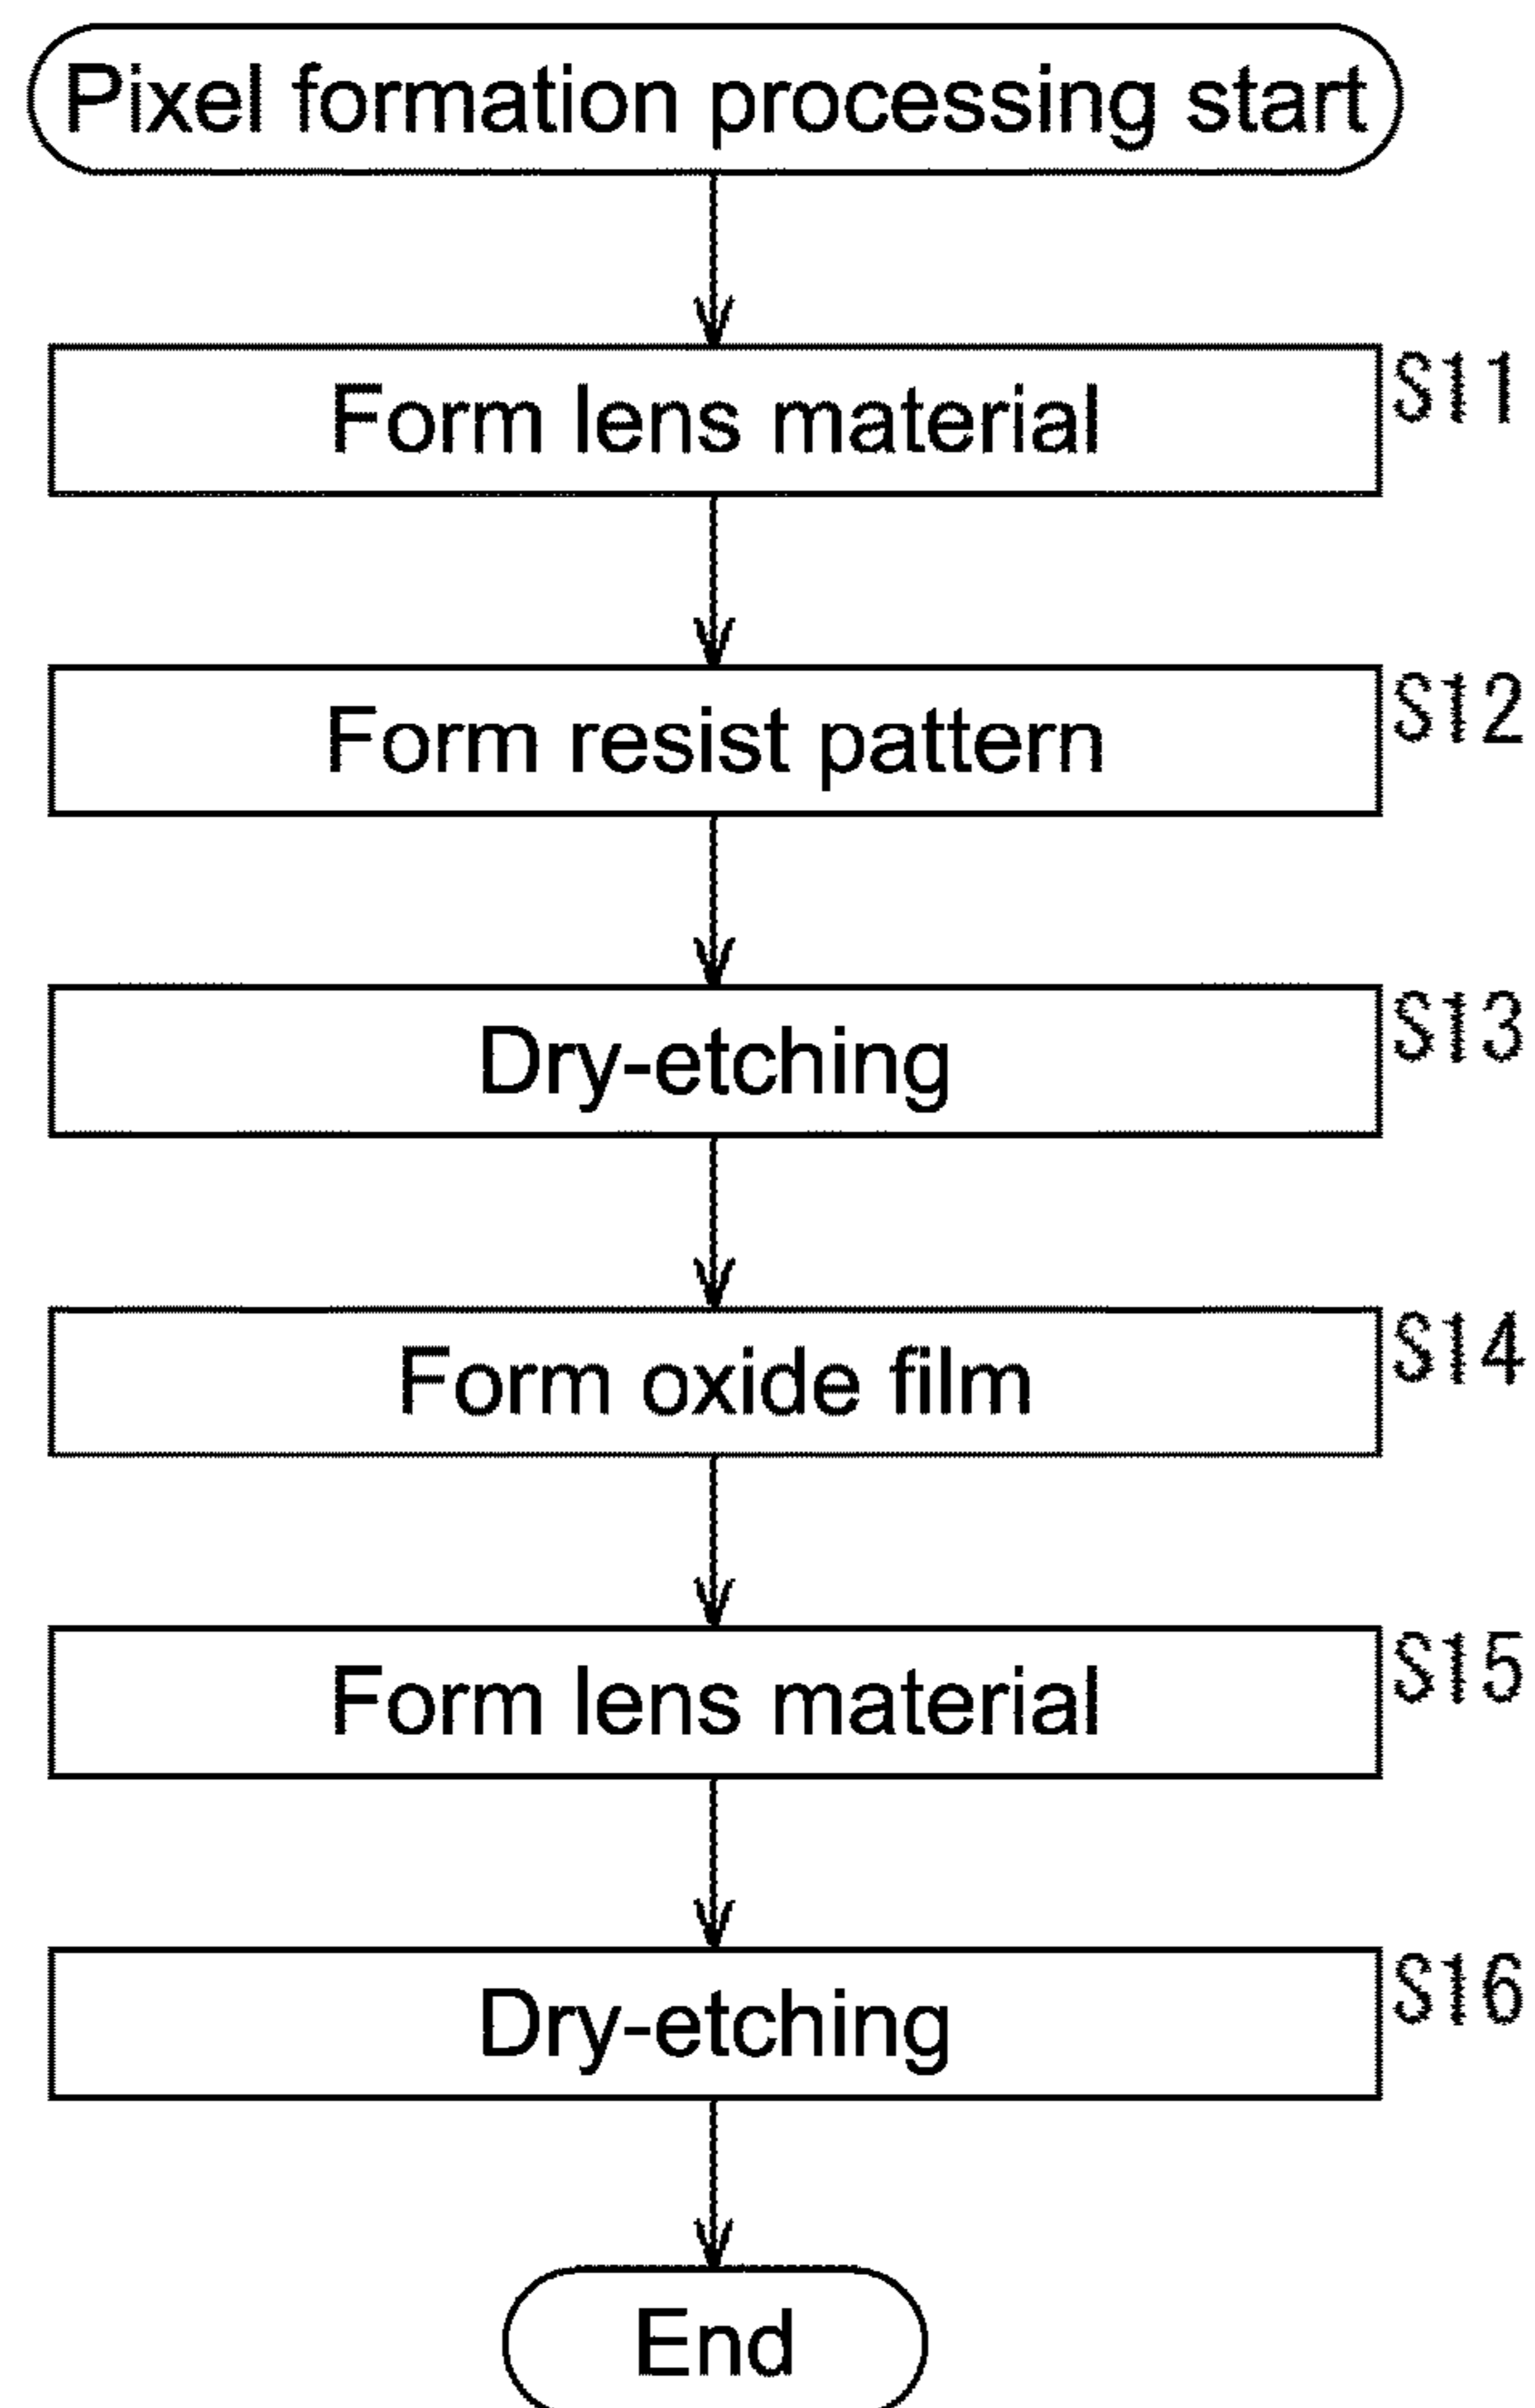 Pixel formation processing start
Form lens material S11
Form resist pattern S12
Dry-etching S13
Form oxide film S14
Form lens material S15
Dry-etching S16
End